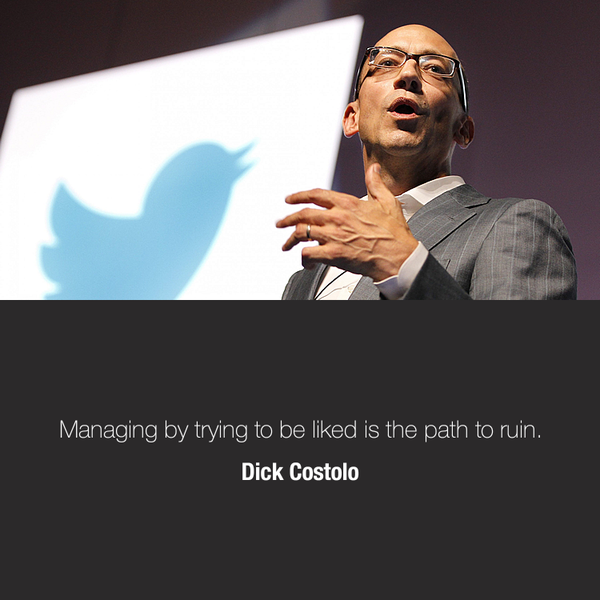 Managing by trying to be liked is the path to ruin.
Dick Costolo